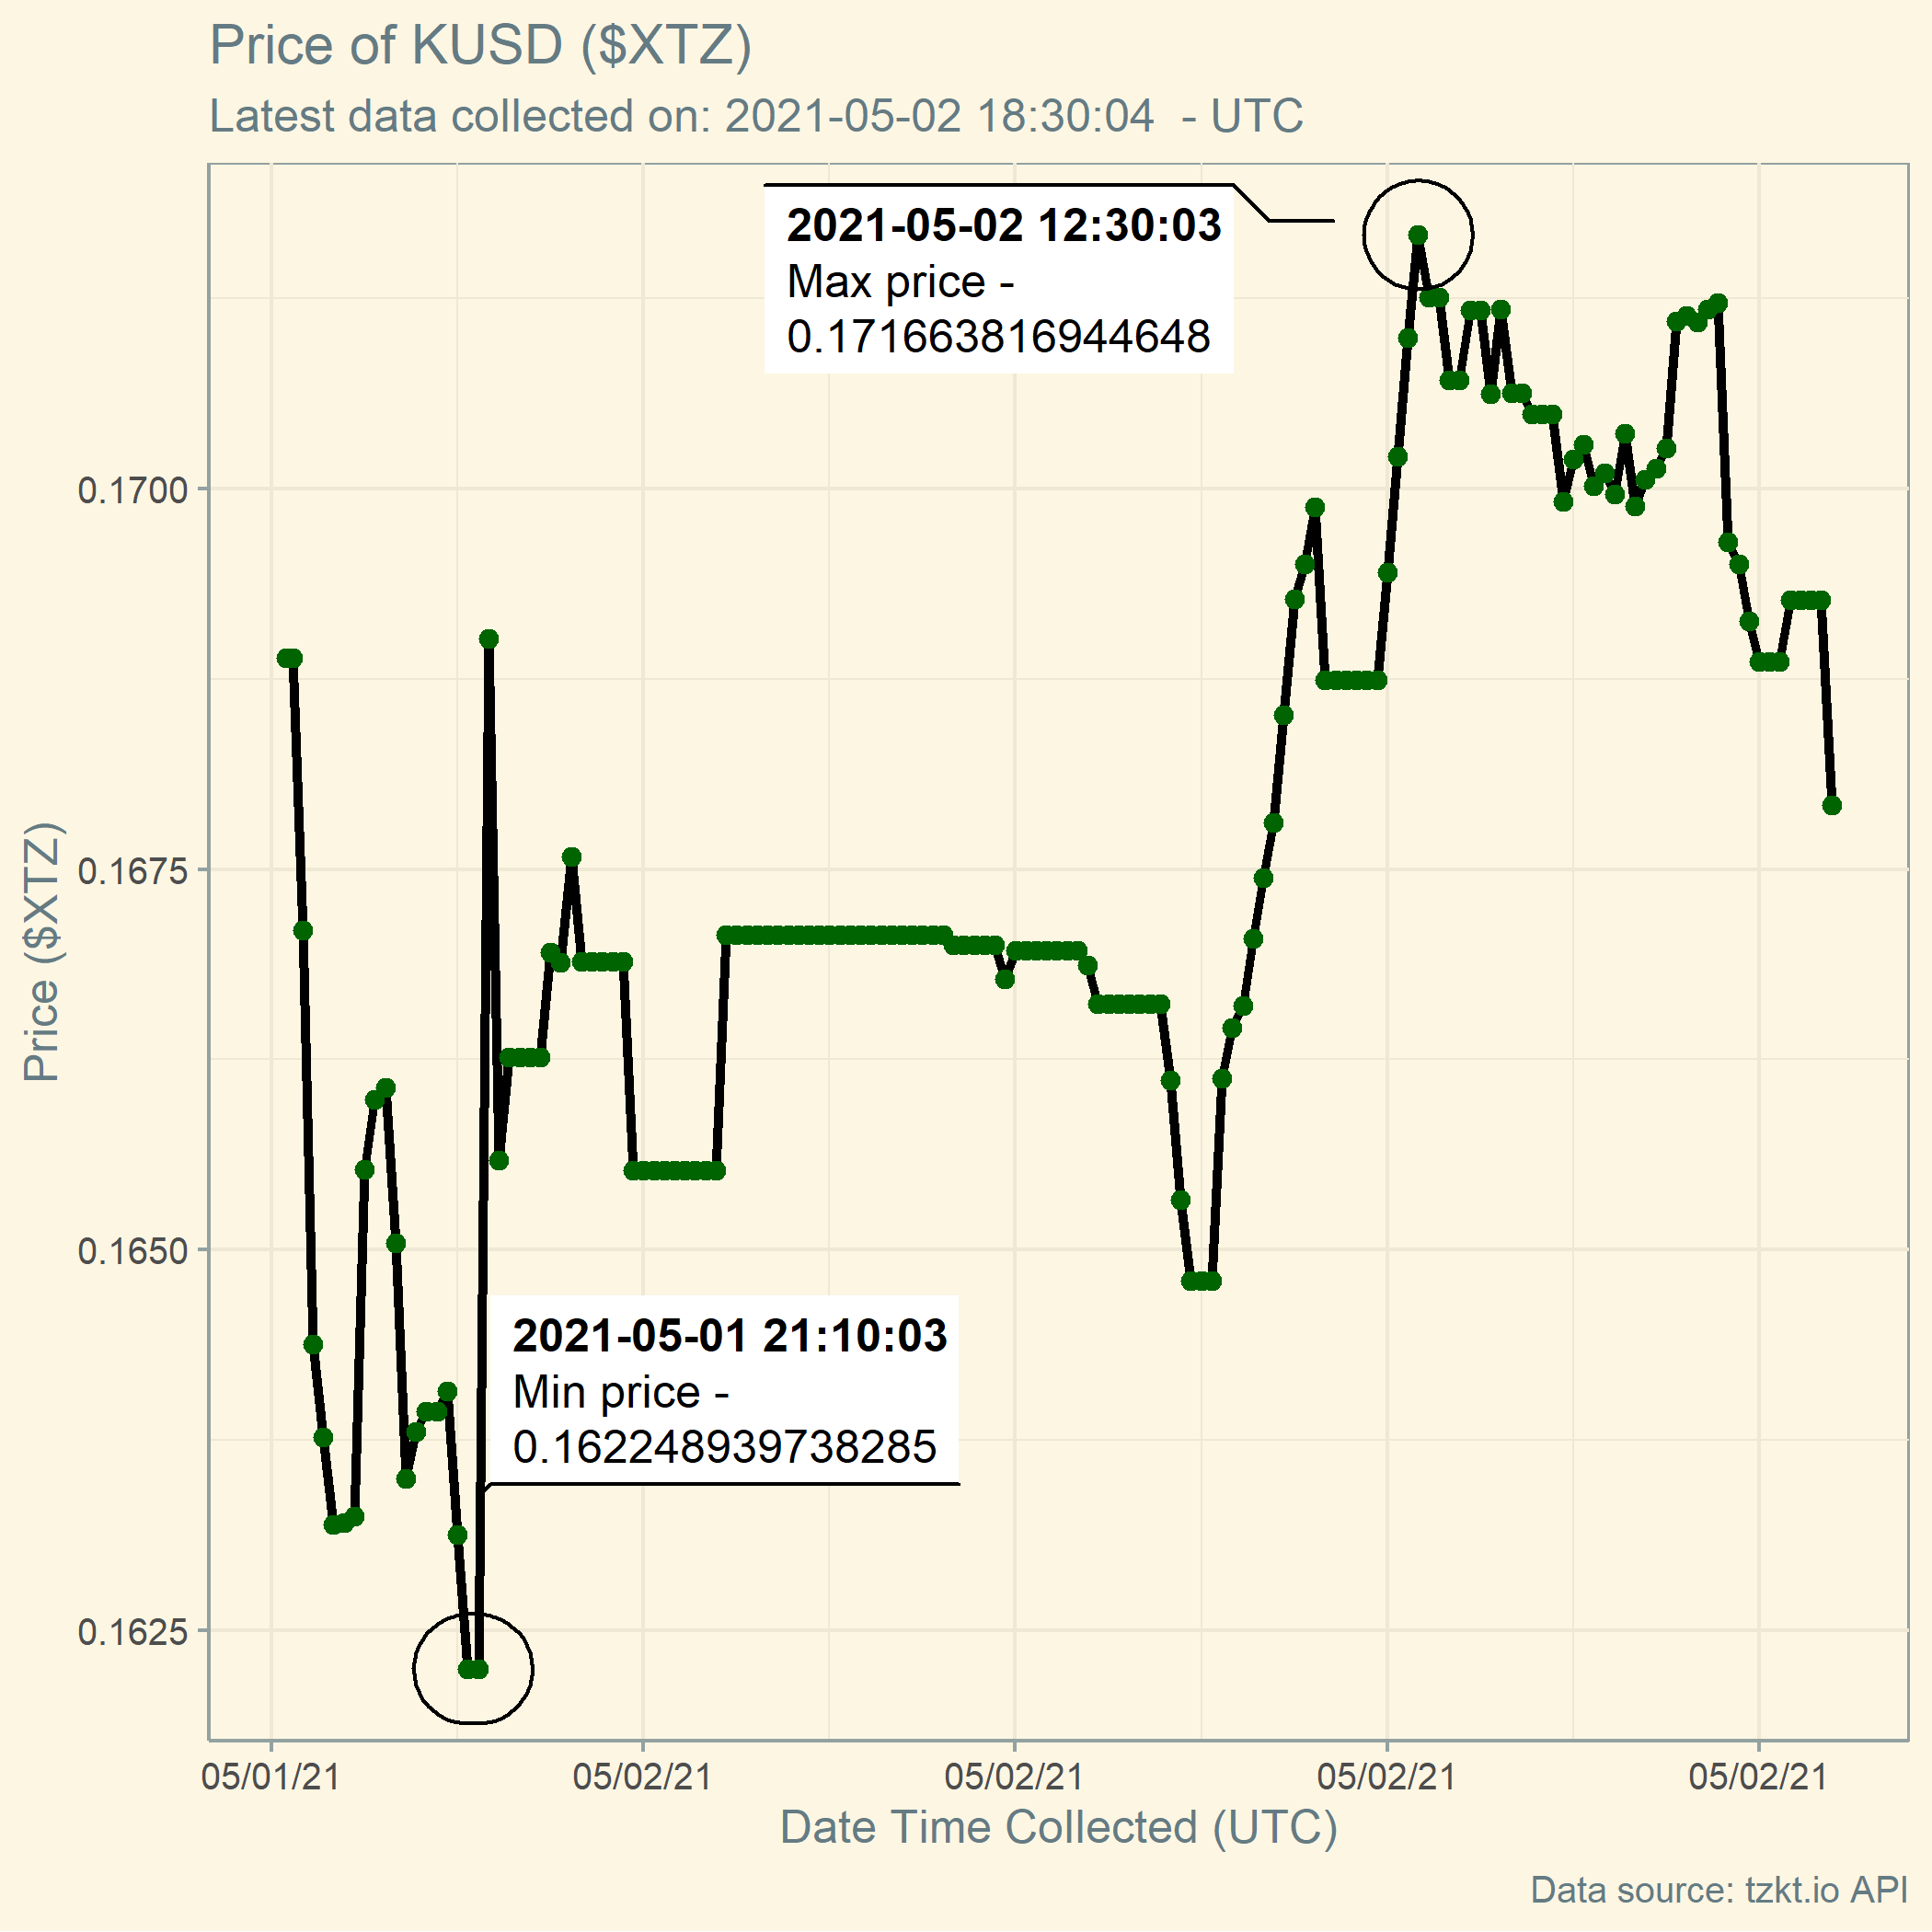 Price of KUSD ($XTZ)
Latest data collected on: 2021-05-02 18:30:04  - UTC
2021-05-02 12:30:03
Max price -
0.171663816944648
0.1700
0.1675
0.1650
0.1625
Price ($XTZ)
2021-05-01 21:10:03
Min price -
0.162248939738285
05/01/21
05/02/21
05/02/21
05/02/21
05/02/21
Date Time Collected (UTC)
Data source: tzkt.io API